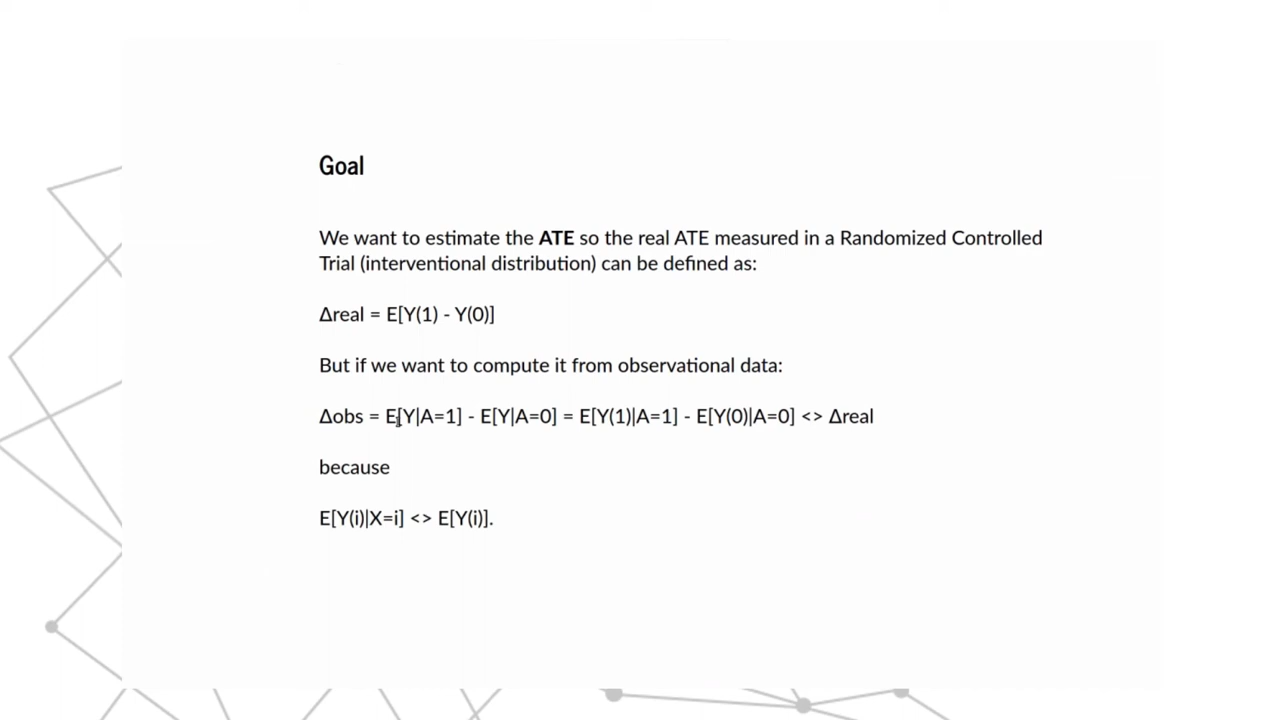 Goal
We want to estimate the ATE so the real ATE measured in a Randomized Controlled
Trial (interventional distribution) can be defined as:
Δreal = E[Y(1) - Y(0)]
But if we want to compute it from observational data:
Δobs = E[Y|A=1] - E[Y|A=0] = E[Y(1)|A=1] - E[Y(0)|A=0] <> Δreal
because
E[Y(i)|X=i] <> E[Y(i)].